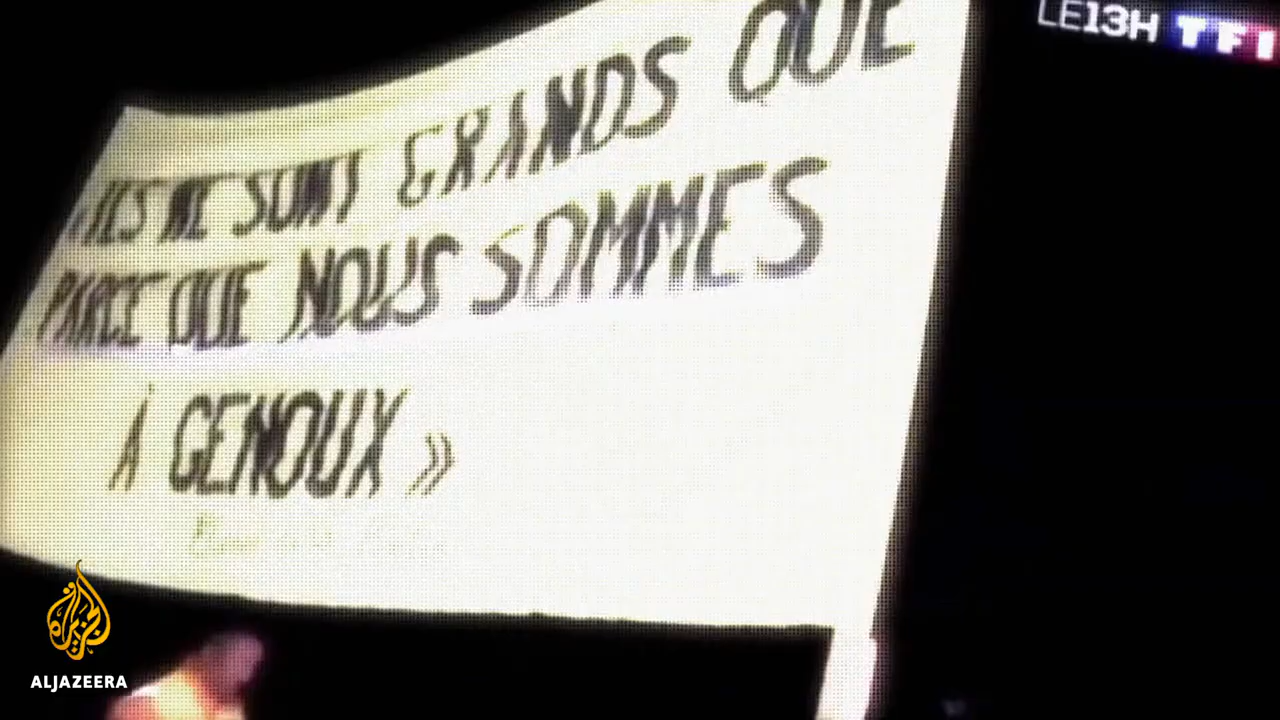 LE13H TF1
ILS NE SONT GRANDS QUE
PARCE QUE NOUS SOMMES
À GENOUX »
ALJAZEERA